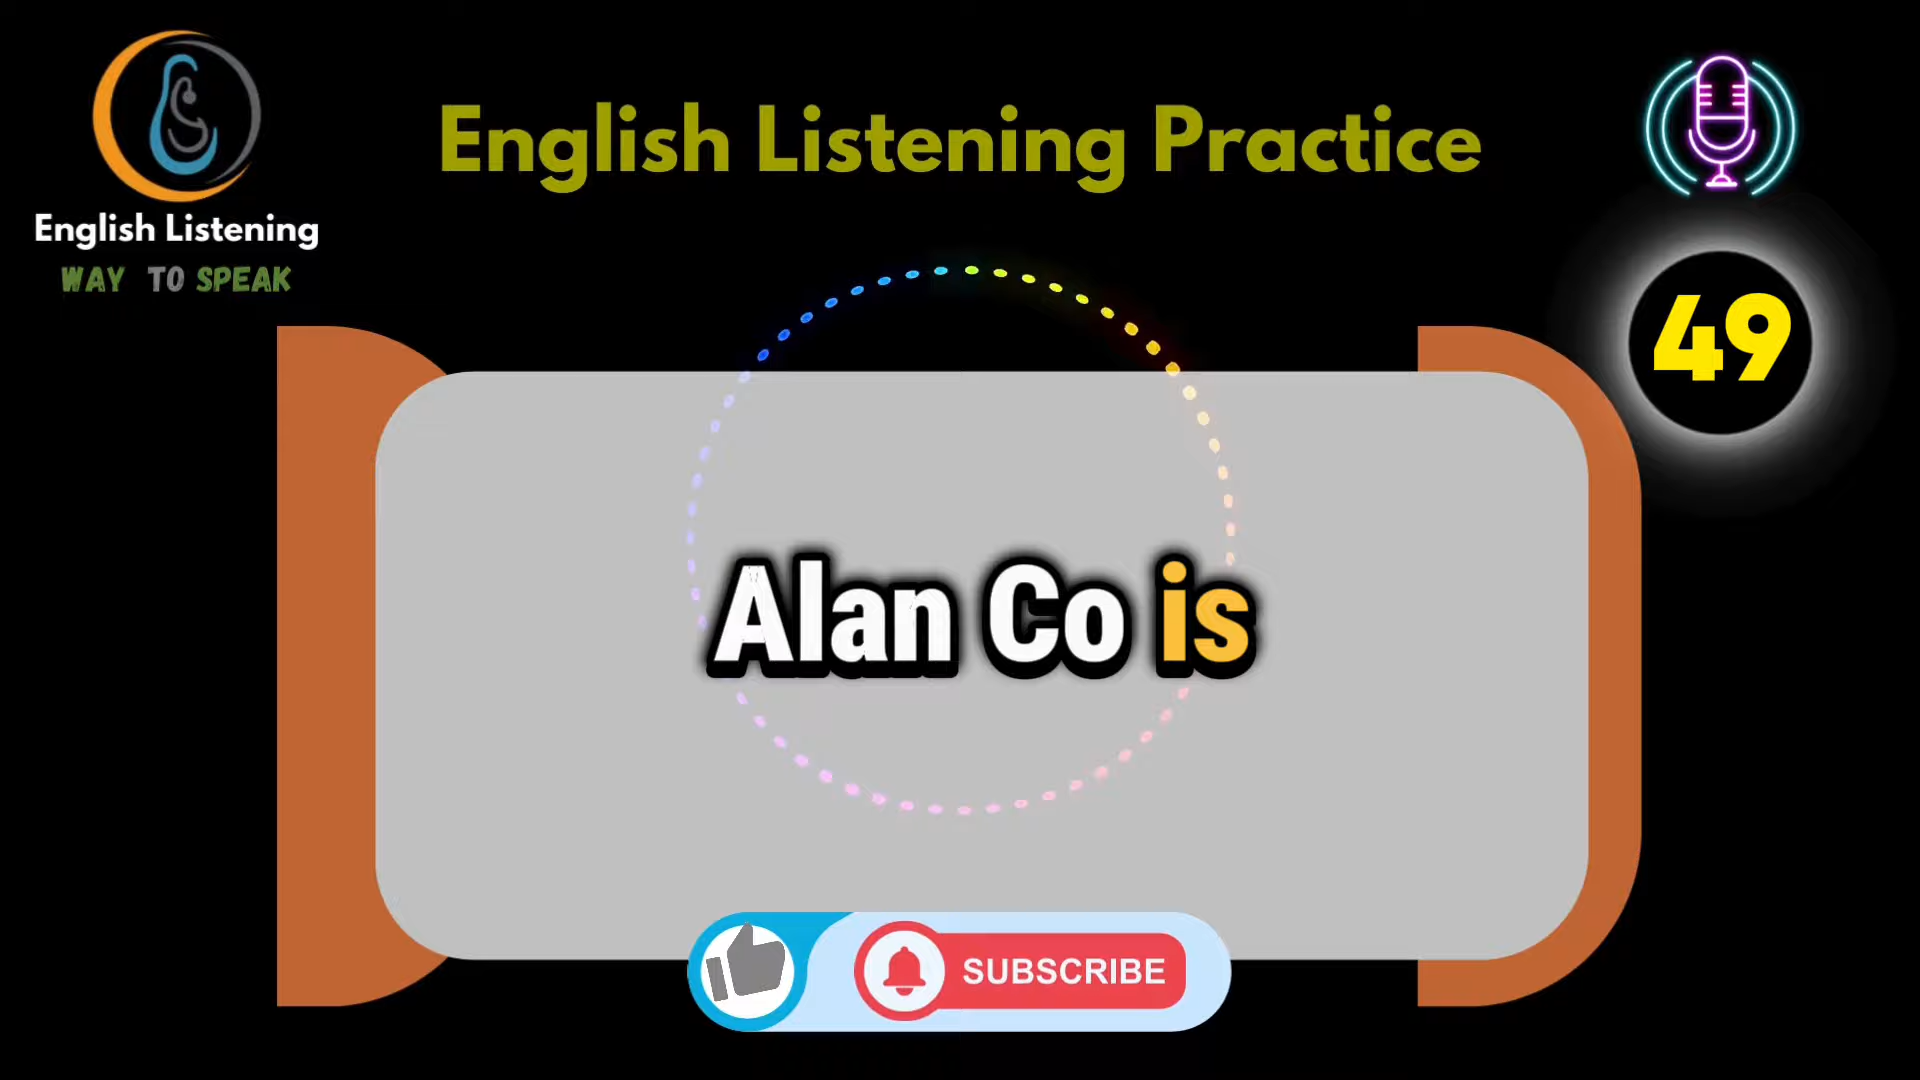 English Listening Practice
English Listening
WAY TO SPEAK
49
Alan Co is
SUBSCRIBE